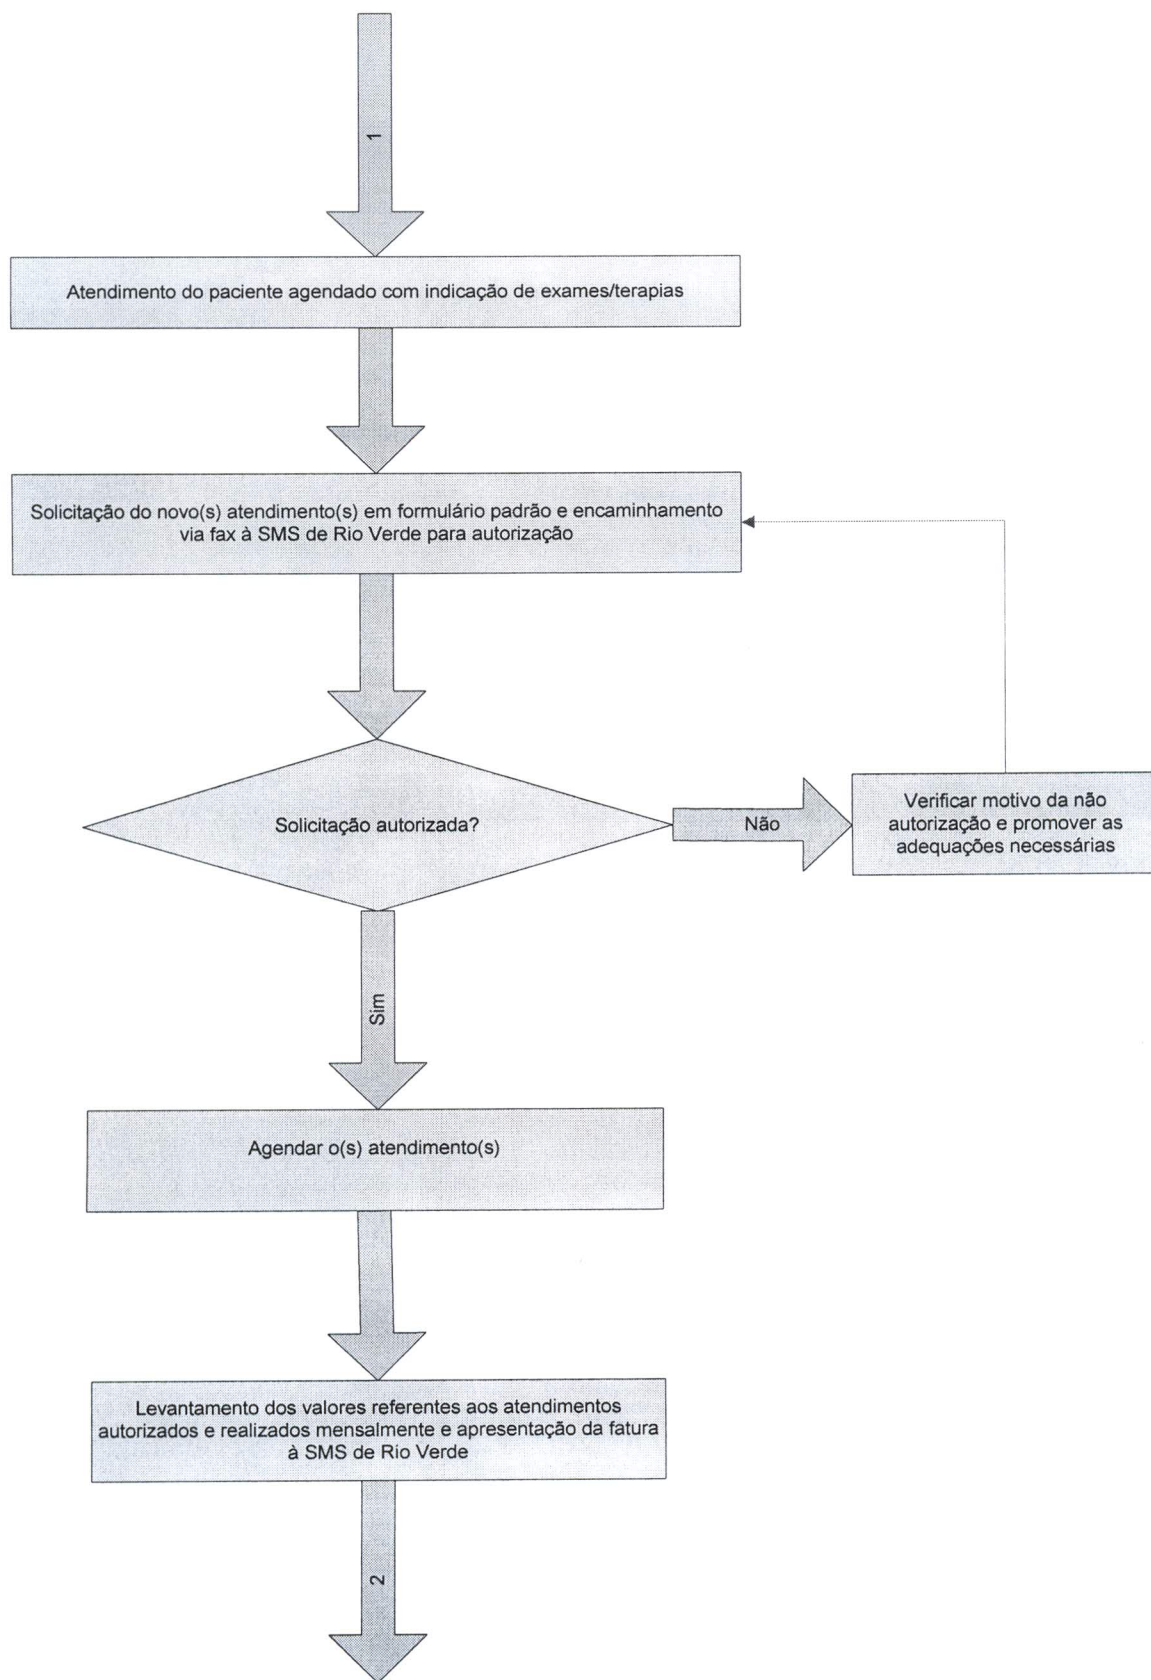 1
Atendimento do paciente agendado com indicação de exames/terapias
Solicitação do novo(s) atendimento(s) em formulário padrão e encaminhamento
via fax à SMS de Rio Verde para autorização
Solicitação autorizada?
Não
Verificar motivo da não
autorização e promover as
adequações necessárias
Sim
Agendar o(s) atendimento(s)
Levantamento dos valores referentes aos atendimentos
autorizados e realizados mensalmente e apresentação da fatura
à SMS de Rio Verde
2